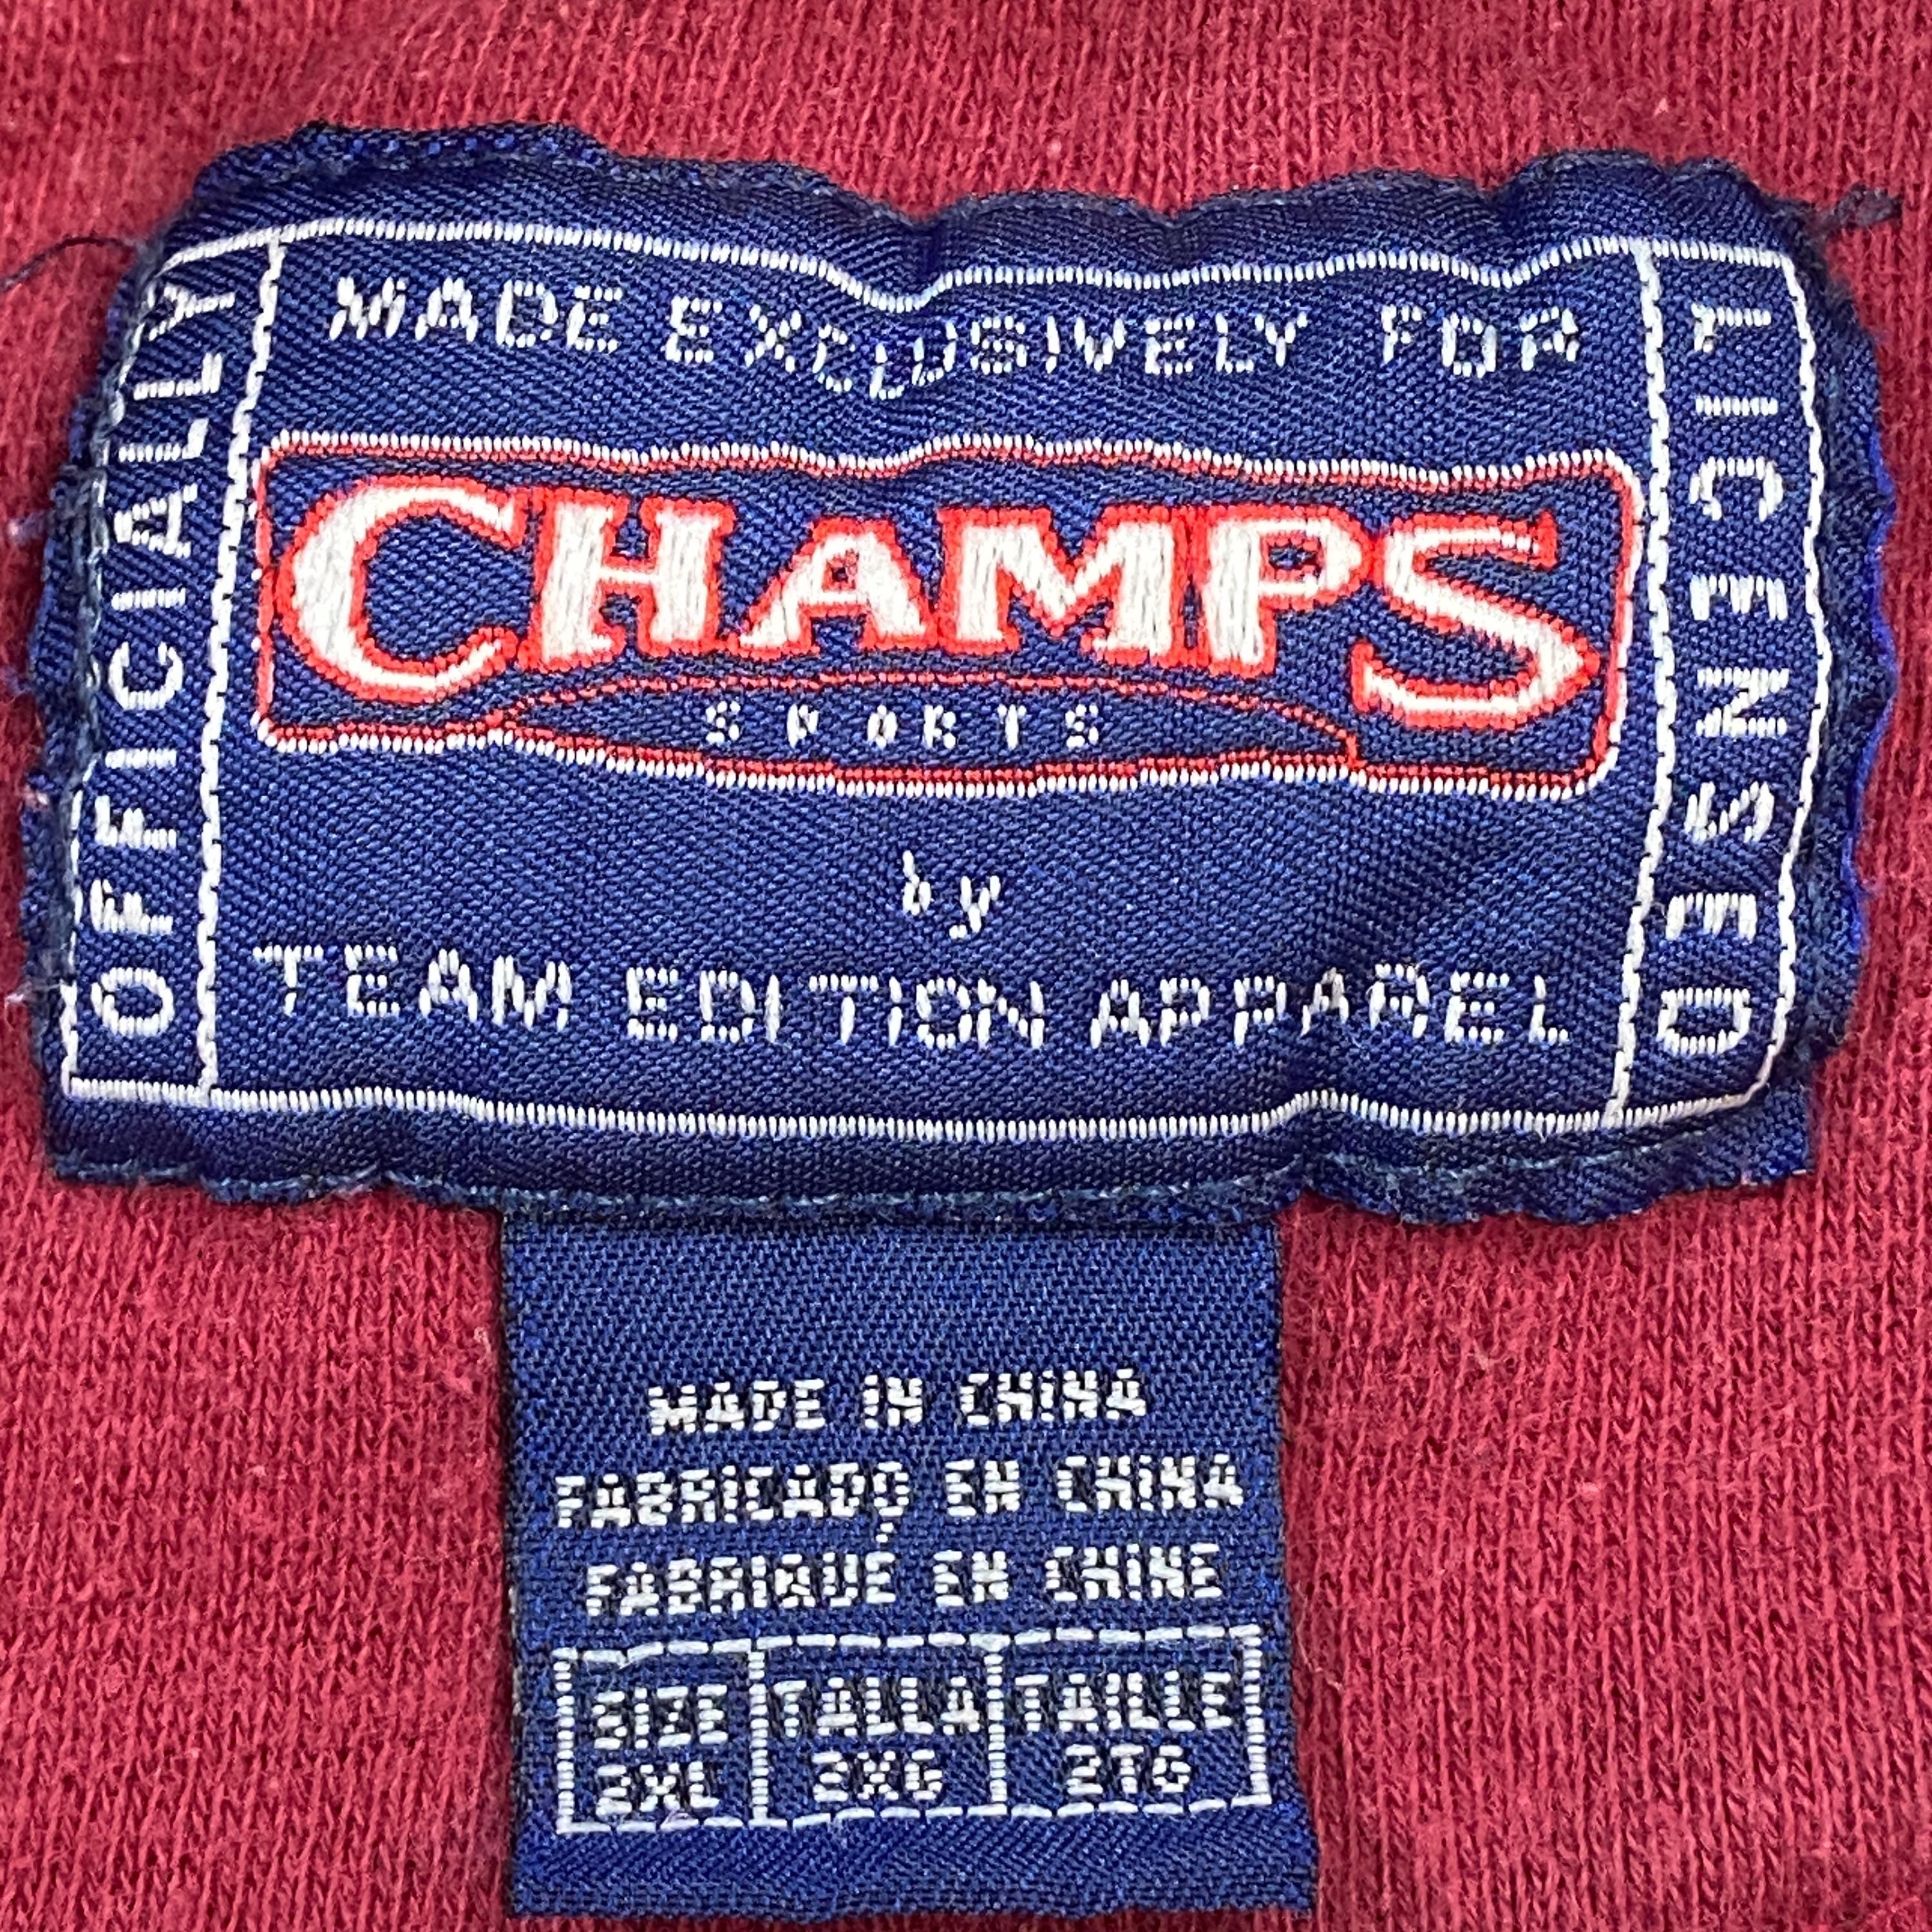 MADE EXCLUSIVELY FOR
OFFICIALLY
LICENSED
CHAMPS
SPORTS
by
TEAM EDITION APPAREL
MADE IN CHINA
FABRICADO EN CHINA
FABRIQUÉ EN CHINE
SIZE TALLA TAILLE
2XL 2XG 2TG